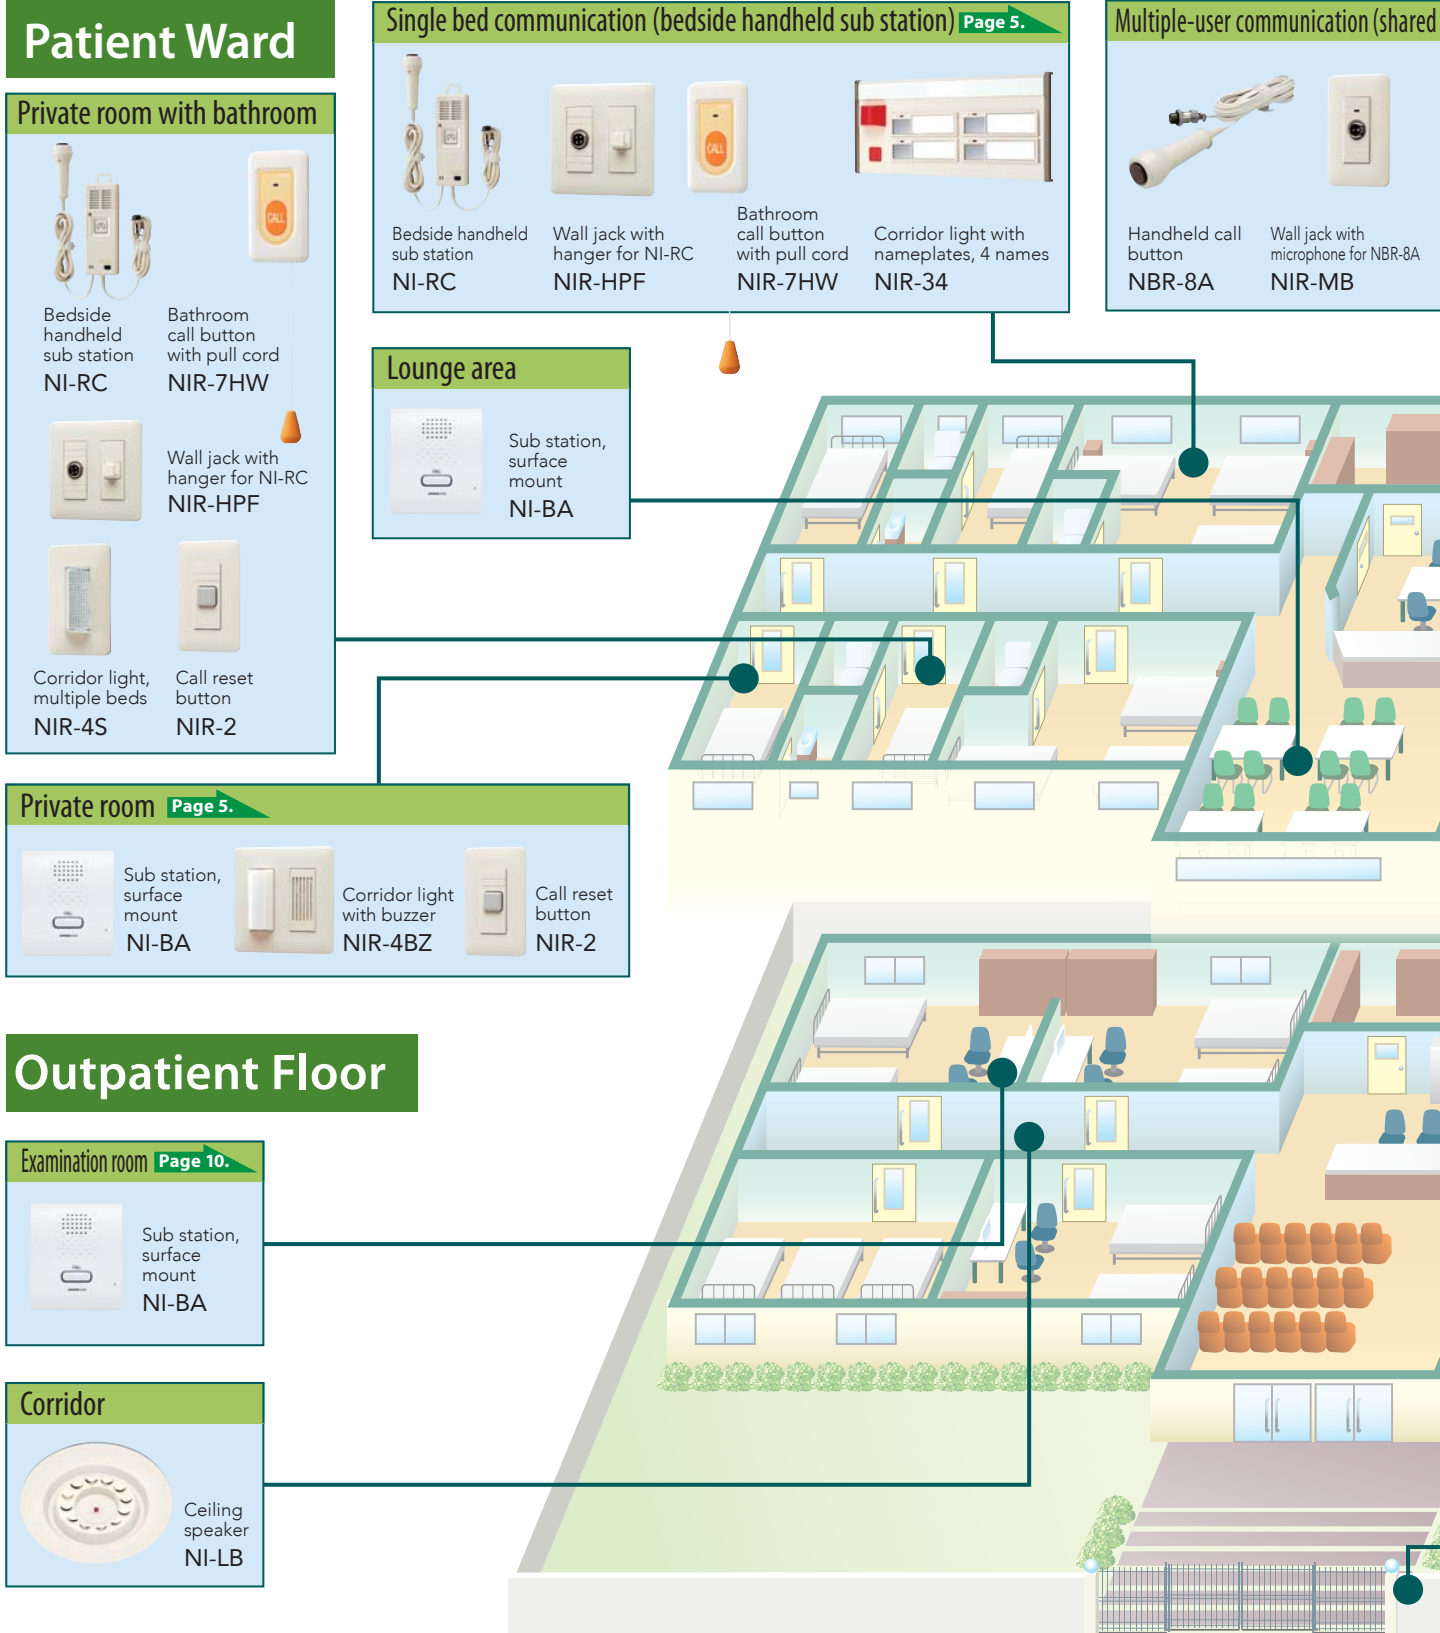 Patient Ward
Private room with bathroom
CALL
Bedside
handheld
sub station
NI-RC
Bathroom
call button
with pull cord
NIR-7HW
Wall jack with
hanger for NI-RC
NIR-HPF
Corridor light,
multiple beds
NIR-4S
Call reset
button
NIR-2
Single bed communication (bedside handheld sub station) Page 5.
CALL
Bedside handheld
sub station
NI-RC
Wall jack with
hanger for NI-RC
NIR-HPF
Bathroom
call button
with pull cord
NIR-7HW
Corridor light with
nameplates, 4 names
NIR-34
Multiple-user communication (shared
Handheld call
button
NBR-8A
Wall jack with
microphone for NBR-8A
NIR-MB
Lounge area
CALL
Sub station,
surface
mount
NI-BA
Private room Page 5.
CALL
Sub station,
surface
mount
NI-BA
Corridor light
with buzzer
NIR-4BZ
Call reset
button
NIR-2
Outpatient Floor
Examination room Page 10.
CALL
Sub station,
surface
mount
NI-BA
Corridor
Ceiling
speaker
NI-LB